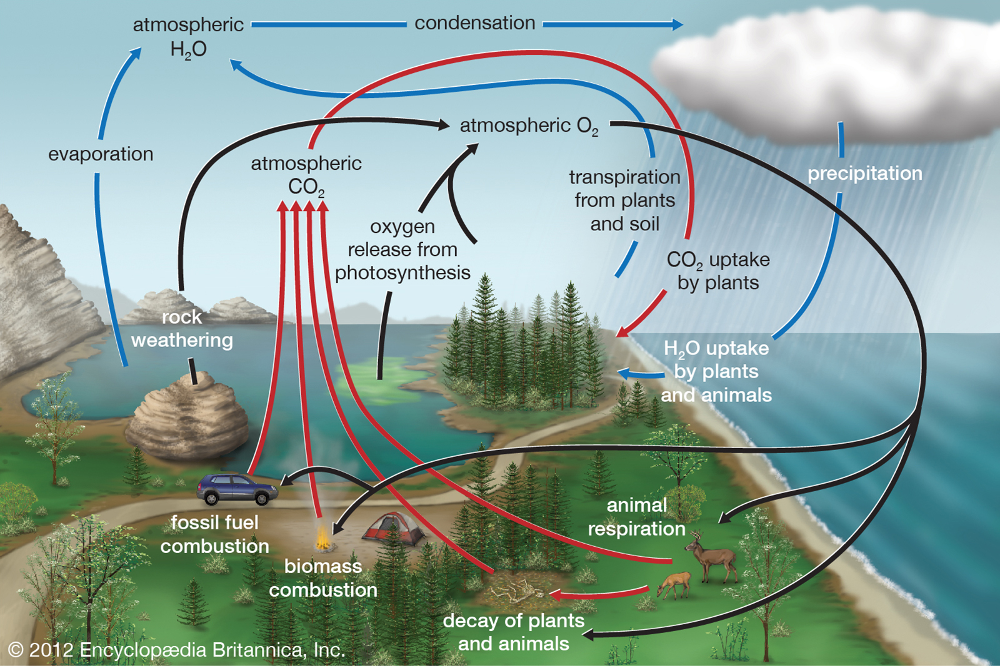 atmospheric
H₂O
condensation
atmospheric O₂
evaporation
atmospheric
CO₂
transpiration
from plants
and soil
precipitation
oxygen
release from
photosynthesis
CO₂ uptake
by plants
rock
weathering
H₂O uptake
by plants
and animals
animal
respiration
fossil fuel
combustion
biomass
combustion
decay of plants
and animals
© 2012 Encyclopædia Britannica, Inc.